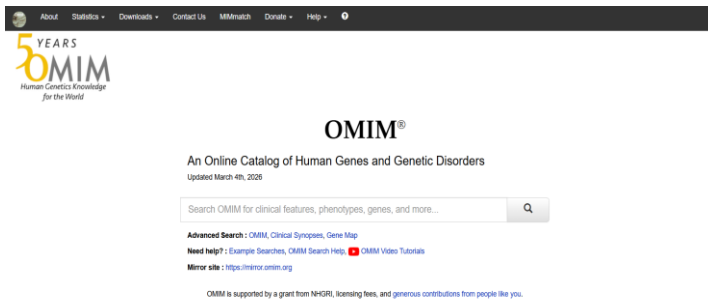 About Statistics Downloads Contact Us MIMmatch Donate Help ?
50 YEARS
OMIM
Human Genetics Knowledge
for the World
OMIM®
An Online Catalog of Human Genes and Genetic Disorders
Updated March 4th, 2026
Search OMIM for clinical features, phenotypes, genes, and more...
Advanced Search : OMIM, Clinical Synopses, Gene Map
Need help? : Example Searches, OMIM Search Help, OMIM Video Tutorials
Mirror site : https://mirror.omim.org
OMIM is supported by a grant from NHGRI, licensing fees, and generous contributions from people like you.